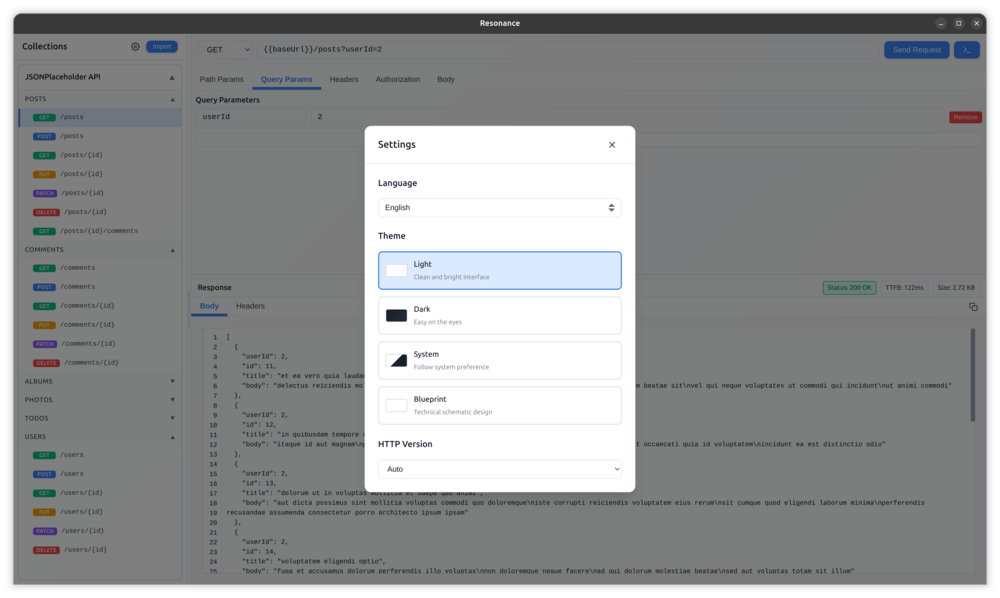 Resonance
Collections
Import
GET
{{baseUrl}}/posts?userId=2
Send Request
>_
JSONPlaceholder API
POSTS
GET /posts
POST /posts
GET /posts/{id}
PUT /posts/{id}
PATCH /posts/{id}
DELETE /posts/{id}
GET /posts/{id}/comments
COMMENTS
GET /comments
POST /comments
GET /comments/{id}
PUT /comments/{id}
PATCH /comments/{id}
DELETE /comments/{id}
ALBUMS
PHOTOS
TODOS
USERS
GET /users
POST /users
GET /users/{id}
PUT /users/{id}
PATCH /users/{id}
DELETE /users/{id}
Path Params Query Params Headers Authorization Body
Query Parameters
userId 2 Remove
Settings
Language
English
Theme
Light
Clean and bright interface
Dark
Easy on the eyes
System
Follow system preference
Blueprint
Technical schematic design
HTTP Version
Auto
Response
Status: 200 OK TTFB: 122ms Size: 2.72 KB
Body Headers
1 [
2 {
3 "userId": 2,
4 "id": 11,
5 "title": "et ea vero quia lauda
6 "body": "delectus reiciendis mo beatae sit\nvel qui neque voluptates ut commodi qui incidunt\nut animi commodi"
7 },
8 {
9 "userId": 2,
10 "id": 12,
11 "title": "in quibusdam tempore
12 "body": "itaque id aut magnam\n occaecati quia id voluptatem\nincidunt ea est distinctio odio"
13 },
14 {
15 "userId": 2,
16 "id": 13,
17 "title": "dolorum ut in voluptas mollitia et saepe quo animi",
18 "body": "aut dicta possimus sint mollitia voluptas commodi quo doloremque\niste corrupti reiciendis voluptatem eius rerum\nsit cumque quod eligendi laborum minima\nperferendis
19 recusandae assumenda consectetur porro architecto ipsum ipsam"
20 },
21 {
22 "userId": 2,
23 "id": 14,
24 "title": "voluptatem eligendi optio",
25 "body": "fuga et accusamus dolorum perferendis illo voluptas\nnon doloremque neque facere\nad qui dolorum molestiae beatae\nsed aut voluptas totam sit illum"